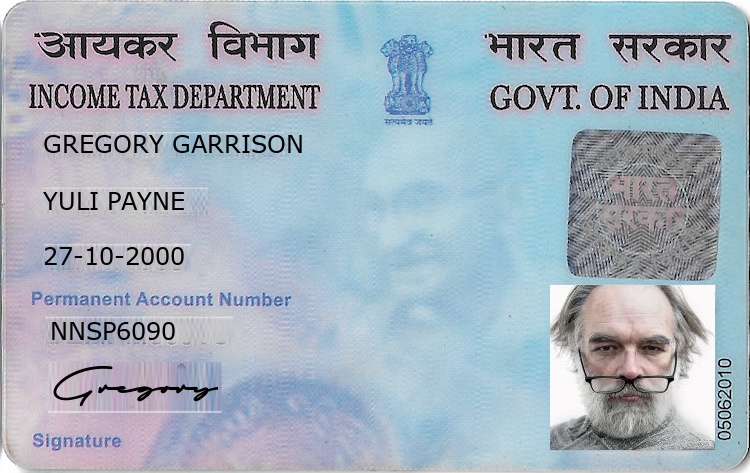 आयकर विभाग
भारत सरकार
INCOME TAX DEPARTMENT
GOVT. OF INDIA
सत्यमेव जयते
GREGORY GARRISON
YULI PAYNE
27-10-2000
भारत
सरकार
Permanent Account Number
NNSP6090
Gregory
Signature
05062010